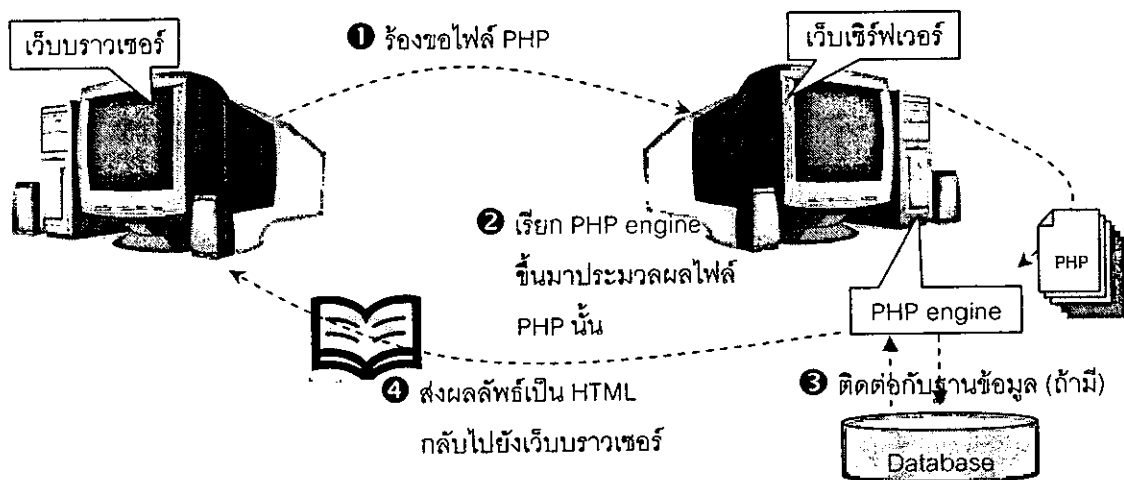 เว็บบราวเซอร์
❶ ร้องขอไฟล์ PHP
เว็บเซิร์ฟเวอร์
❷ เรียก PHP engine
ขึ้นมาประมวลผลไฟล์
PHP นั้น
PHP
PHP engine
❸ ติดต่อกับฐานข้อมูล (ถ้ามี)
❹ ส่งผลลัพธ์เป็น HTML
กลับไปยังเว็บบราวเซอร์
Database